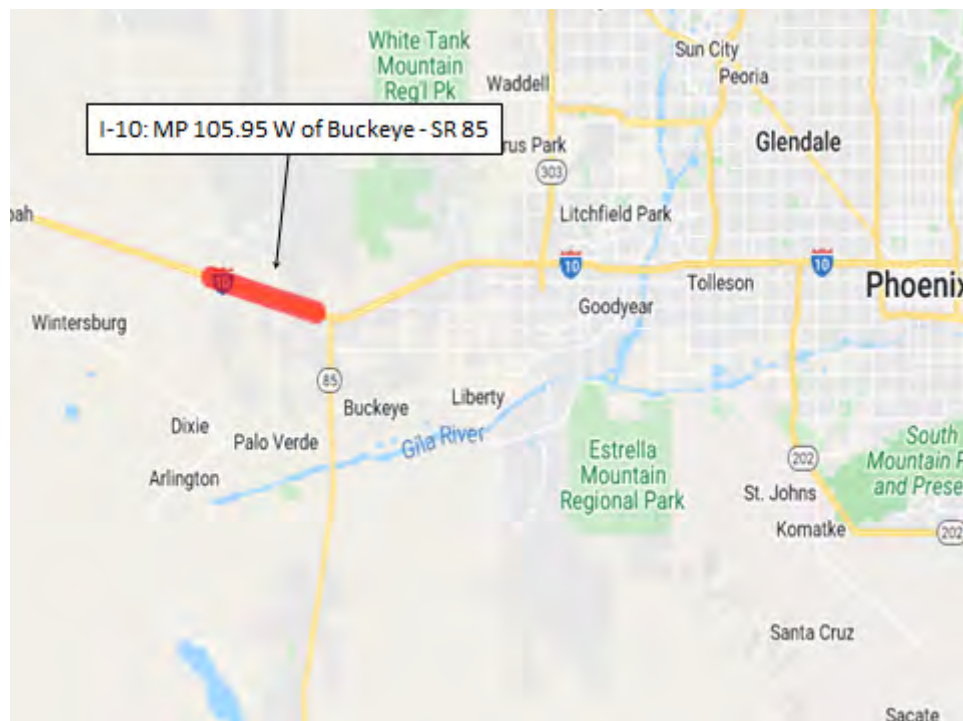 White Tank
Mountain
Reg'l Pk
Sun City
Peoria
Waddell
I-10: MP 105.95 W of Buckeye - SR 85
rus Park
Glendale
303
Litchfield Park
pah
10
10
10
Tolleson
Phoenix
Goodyear
Wintersburg
85
Buckeye
Liberty
Dixie
Palo Verde
Gila River
Arlington
Estrella
Mountain
Regional Park
South
Mountain P
and Prese
202
St. Johns
Komatke
202
Santa Cruz
Sacate